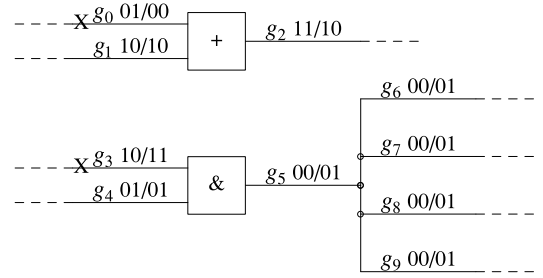 X g₀ 01/00
+
g₁ 10/10
g₂ 11/10
g₆ 00/01
g₇ 00/01
X g₃ 10/11
&
g₄ 01/01
g₅ 00/01
g₈ 00/01
g₉ 00/01